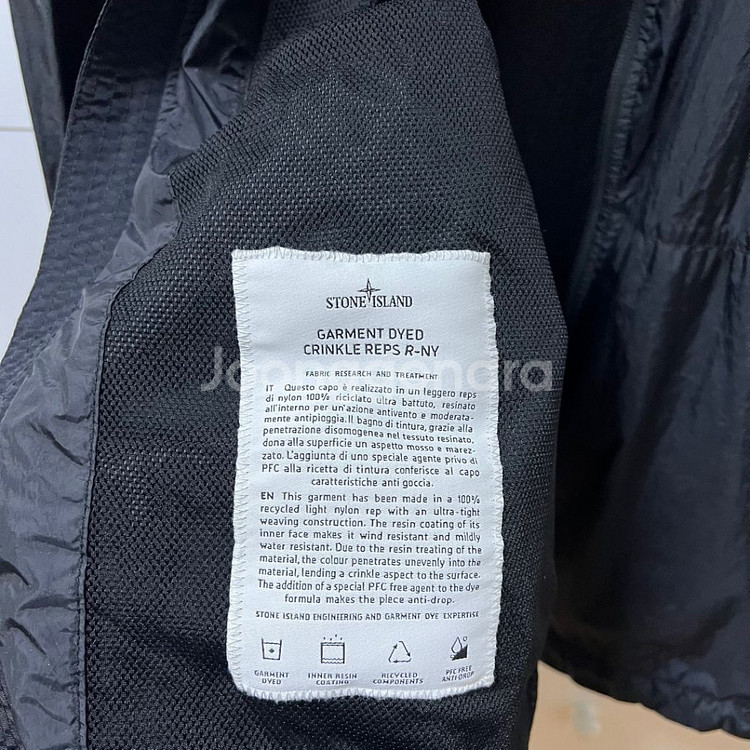 STONE ISLAND
GARMENT DYED
CRINKLE REPS R-NY
FABRIC RESEARCH AND TREATMENT
IT Questo capo è realizzato in un leggero reps
di nylon 100% riciclato ultra battuto, resinato
all'interno per un'azione antivento e moderata-
mente antipioggia. Il bagno di tintura, grazie alla
penetrazione disomogenea nel tessuto resinato,
dona alla superficie un aspetto mosso e marez-
zato. L'aggiunta di uno speciale agente privo di
PFC alla ricetta di tintura conferisce al capo
caratteristiche anti goccia.
EN This garment has been made in a 100%
recycled light nylon rep with an ultra-tight
weaving construction. The resin coating of its
inner face makes it wind resistant and mildly
water resistant. Due to the resin treating of the
material, the colour penetrates unevenly into the
material, lending a crinkle aspect to the surface.
The addition of a special PFC free agent to the dye
formula makes the piece anti-drop.
STONE ISLAND ENGINEERING AND GARMENT DYE EXPERTISE
GARMENT
DYED
INNER RESIN
COATING
RECYCLED
COMPONENTS
PFC FREE
ANTI-DROP